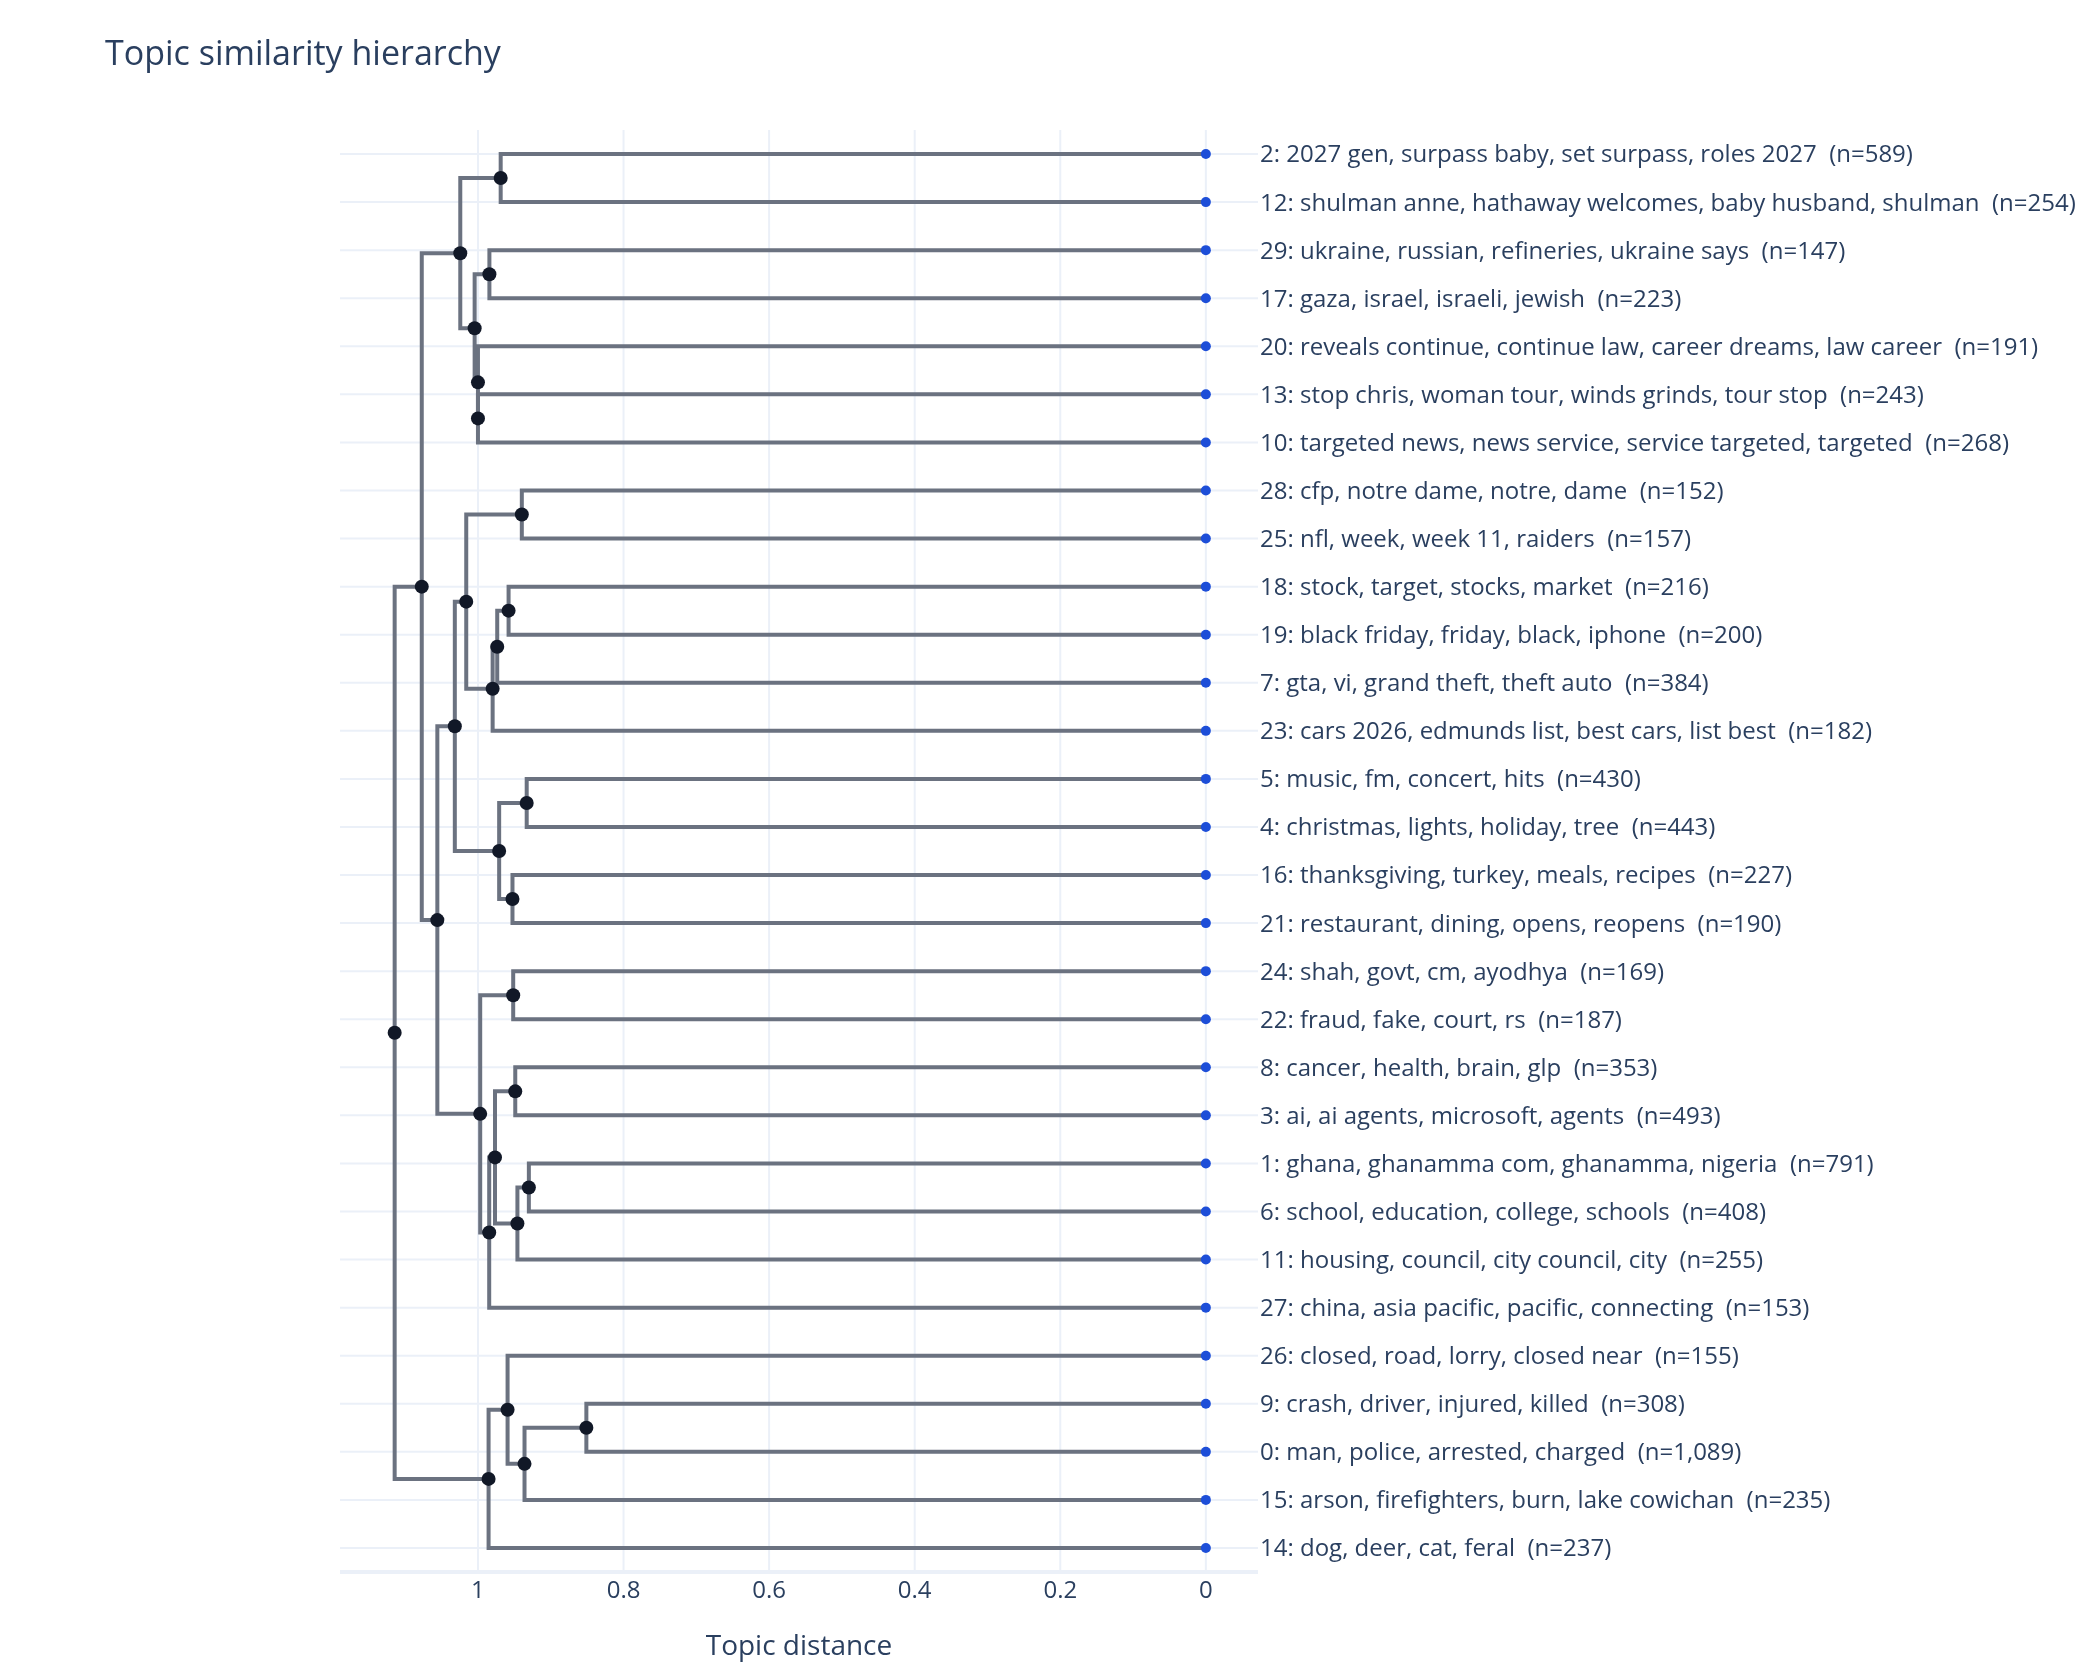 Topic similarity hierarchy
2: 2027 gen, surpass baby, set surpass, roles 2027 (n=589)
12: shulman anne, hathaway welcomes, baby husband, shulman (n=254)
29: ukraine, russian, refineries, ukraine says (n=147)
17: gaza, israel, israeli, jewish (n=223)
20: reveals continue, continue law, career dreams, law career (n=191)
13: stop chris, woman tour, winds grinds, tour stop (n=243)
10: targeted news, news service, service targeted, targeted (n=268)
28: cfp, notre dame, notre, dame (n=152)
25: nfl, week, week 11, raiders (n=157)
18: stock, target, stocks, market (n=216)
19: black friday, friday, black, iphone (n=200)
7: gta, vi, grand theft, theft auto (n=384)
23: cars 2026, edmunds list, best cars, list best (n=182)
5: music, fm, concert, hits (n=430)
4: christmas, lights, holiday, tree (n=443)
16: thanksgiving, turkey, meals, recipes (n=227)
21: restaurant, dining, opens, reopens (n=190)
24: shah, govt, cm, ayodhya (n=169)
22: fraud, fake, court, rs (n=187)
8: cancer, health, brain, glp (n=353)
3: ai, ai agents, microsoft, agents (n=493)
1: ghana, ghanamma com, ghanamma, nigeria (n=791)
6: school, education, college, schools (n=408)
11: housing, council, city council, city (n=255)
27: china, asia pacific, pacific, connecting (n=153)
26: closed, road, lorry, closed near (n=155)
9: crash, driver, injured, killed (n=308)
0: man, police, arrested, charged (n=1,089)
15: arson, firefighters, burn, lake cowichan (n=235)
14: dog, deer, cat, feral (n=237)
1 0.8 0.6 0.4 0.2 0
Topic distance